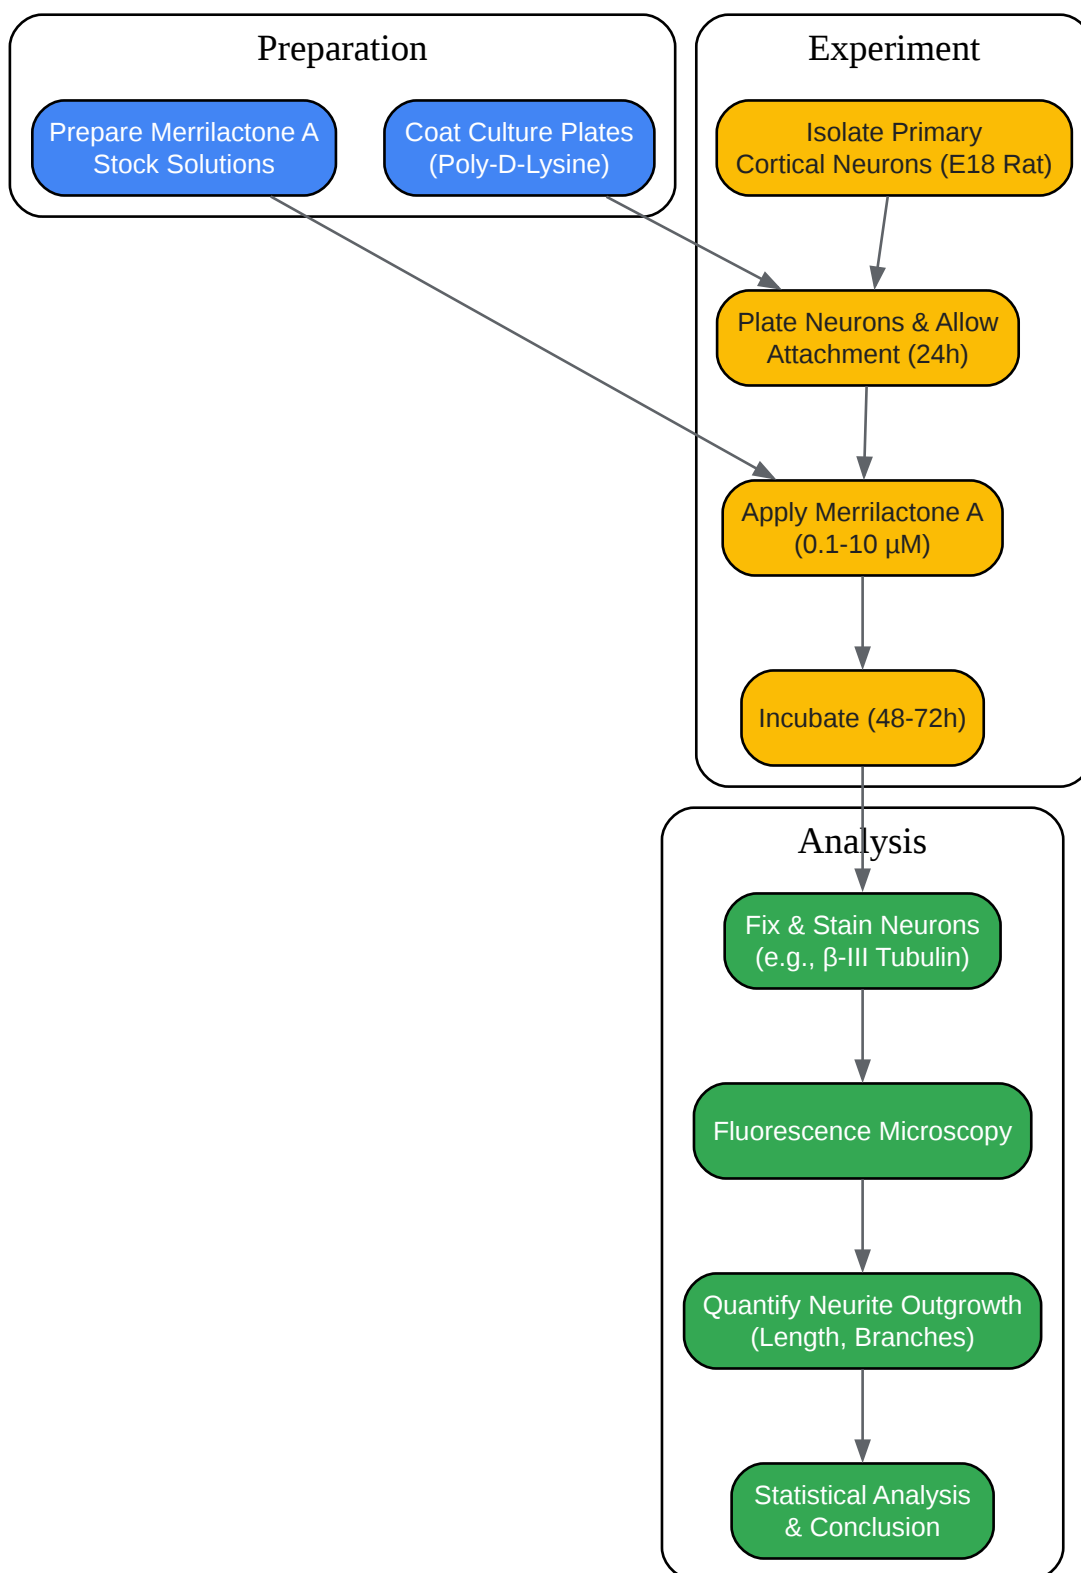 Preparation
Prepare Merrilactone A
Stock Solutions
Coat Culture Plates
(Poly-D-Lysine)
Experiment
Isolate Primary
Cortical Neurons (E18 Rat)
Plate Neurons & Allow
Attachment (24h)
Apply Merrilactone A
(0.1-10 µM)
Incubate (48-72h)
Analysis
Fix & Stain Neurons
(e.g., β-III Tubulin)
Fluorescence Microscopy
Quantify Neurite Outgrowth
(Length, Branches)
Statistical Analysis
& Conclusion